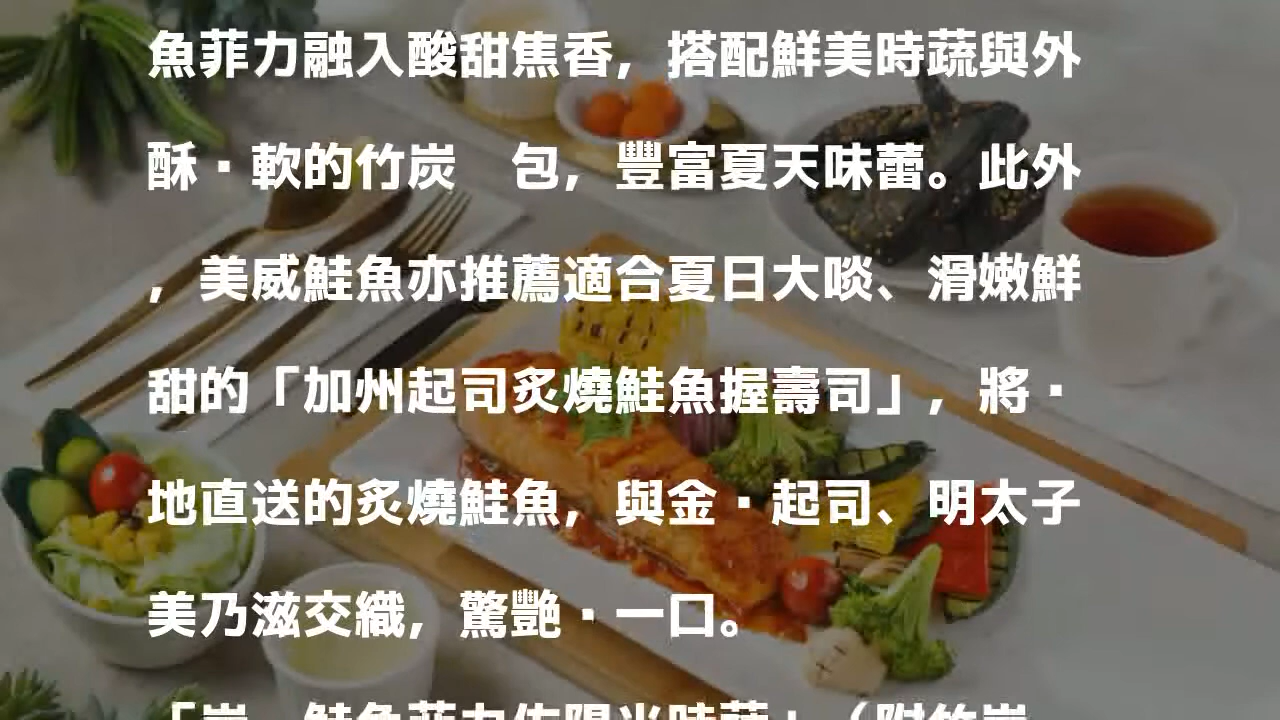 魚菲力融入酸甜焦香，搭配鮮美時蔬與外
酥·軟的竹炭　包，豐富夏天味蕾。此外
，美威鮭魚亦推薦適合夏日大啖、滑嫩鮮
甜的「加州起司炙燒鮭魚握壽司」，將·
地直送的炙燒鮭魚，與金·起司、明太子
美乃滋交織，驚艷·一口。